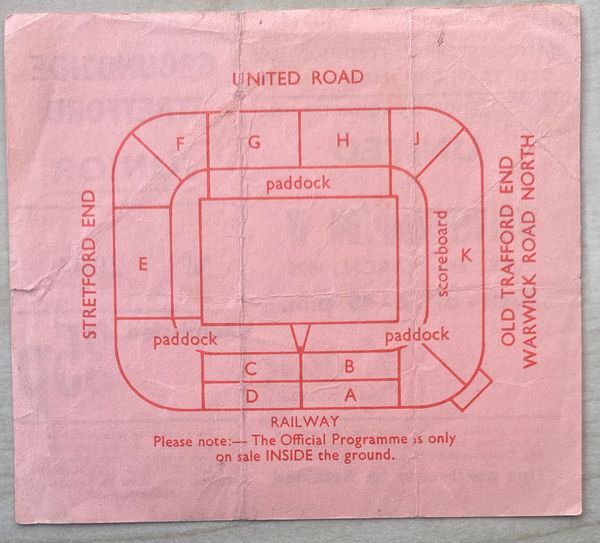 UNITED ROAD
F
G
H
J
paddock
STRETFORD END
E
scoreboard
K
OLD TRAFFORD END
WARWICK ROAD NORTH
paddock
paddock
C
B
D
A
RAILWAY
Please note:— The Official Programme is only
on sale INSIDE the ground.